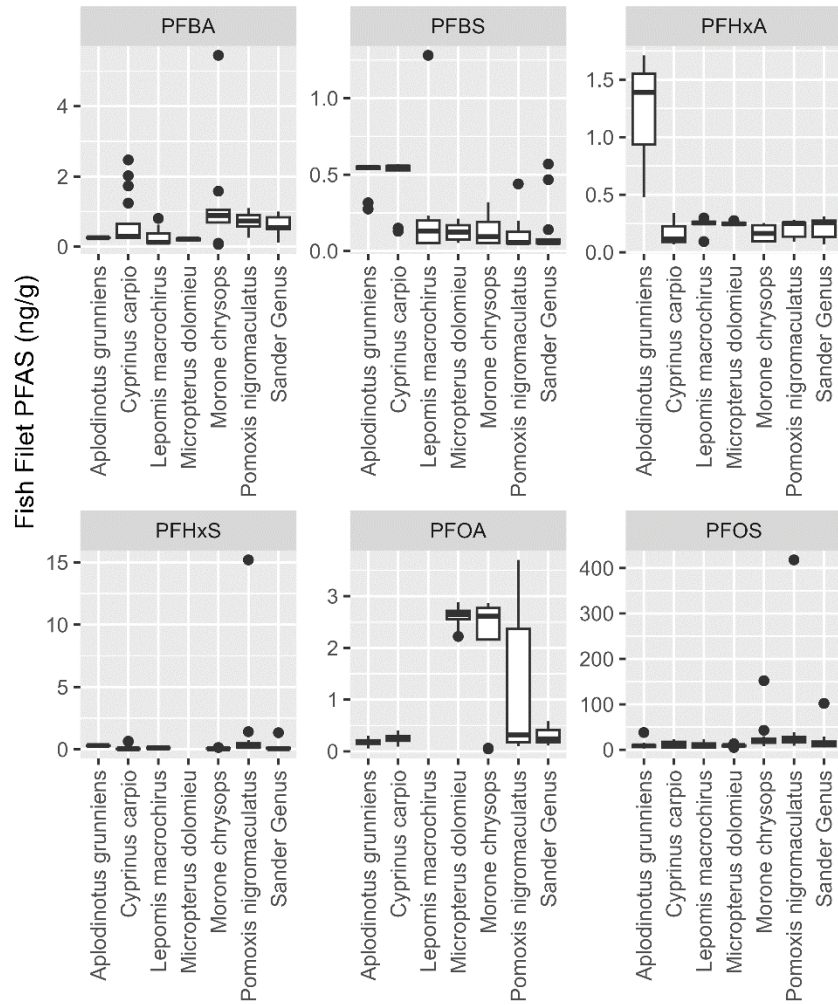 Fish Filet PFAS (ng/g)
PFBA
4
2
0
Aplodinotus grunniens
Cyprinus carpio
Lepomis macrochirus
Micropterus dolomieu
Morone chrysops
Pomoxis nigromaculatus
Sander Genus
PFBS
1.0
0.5
0.0
Aplodinotus grunniens
Cyprinus carpio
Lepomis macrochirus
Micropterus dolomieu
Morone chrysops
Pomoxis nigromaculatus
Sander Genus
PFHxA
1.5
1.0
0.5
0.0
Aplodinotus grunniens
Cyprinus carpio
Lepomis macrochirus
Micropterus dolomieu
Morone chrysops
Pomoxis nigromaculatus
Sander Genus
PFHxS
15
10
5
0
Aplodinotus grunniens
Cyprinus carpio
Lepomis macrochirus
Micropterus dolomieu
Morone chrysops
Pomoxis nigromaculatus
Sander Genus
PFOA
3
2
1
0
Aplodinotus grunniens
Cyprinus carpio
Lepomis macrochirus
Micropterus dolomieu
Morone chrysops
Pomoxis nigromaculatus
Sander Genus
PFOS
400
300
200
100
0
Aplodinotus grunniens
Cyprinus carpio
Lepomis macrochirus
Micropterus dolomieu
Morone chrysops
Pomoxis nigromaculatus
Sander Genus